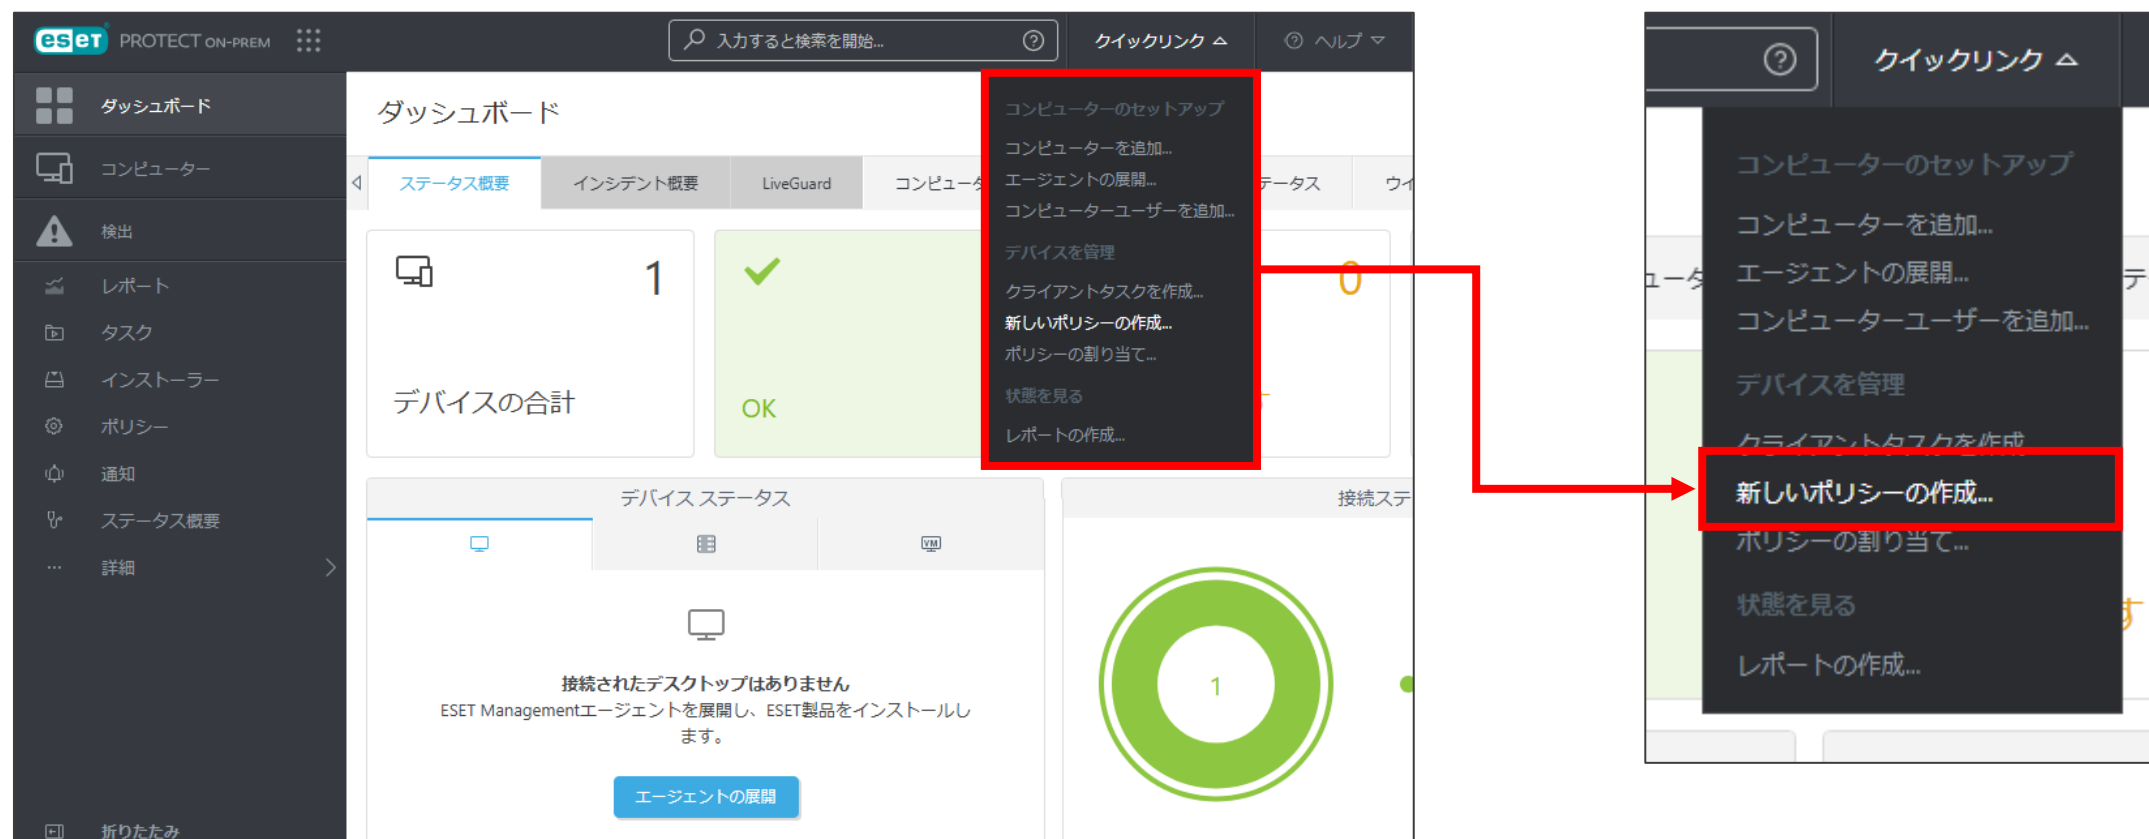 eset PROTECT ON-PREM
入力すると検索を開始...
クイックリンク
ヘルプ
ダッシュボード
コンピューター
検出
レポート
タスク
インストーラー
ポリシー
通知
ステータス概要
詳細
折りたたみ
ダッシュボード
ステータス概要
インシデント概要
LiveGuard
コンピュータ
テータス
ウイ
コンピューターのセットアップ
コンピューターを追加...
エージェントの展開...
コンピューターユーザーを追加...
デバイスを管理
クライアントタスクを作成...
新しいポリシーの作成...
ポリシーの割り当て...
状態を見る
レポートの作成...
1
デバイスの合計
OK
0
す
デバイス ステータス
VM
接続されたデスクトップはありません
ESET Managementエージェントを展開し、ESET製品をインストールし
ます。
エージェントの展開
接続ステ
1
クイックリンク
コンピューターのセットアップ
コンピューターを追加...
エージェントの展開...
コンピューターユーザーを追加...
デバイスを管理
クライアントタスクを作成
新しいポリシーの作成...
ポリシーの割り当て...
状態を見る
レポートの作成...
ュータ
テ
す